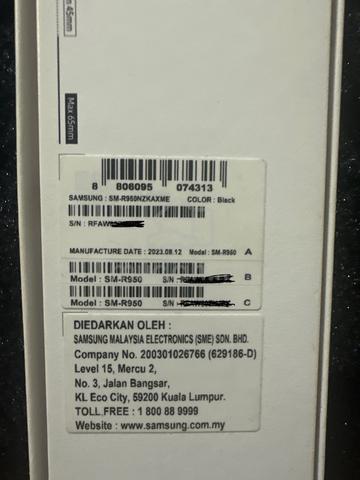 m 45mm
Max 65mm
8 806095 074313
SAMSUNG : SM-R950NZKAXME COLOR : Black
S/N : RFAW
MANUFACTURE DATE : 2023.08.12 Model : SM-R950 A
Model : SM-R950 S/N B
Model : SM-R950 S/N C
DIEDARKAN OLEH :
SAMSUNG MALAYSIA ELECTRONICS (SME) SDN. BHD.
Company No. 200301026766 (629186-D)
Level 15, Mercu 2,
No. 3, Jalan Bangsar,
KL Eco City, 59200 Kuala Lumpur.
TOLL.FREE : 1 800 88 9999
Website : www.samsung.com.my